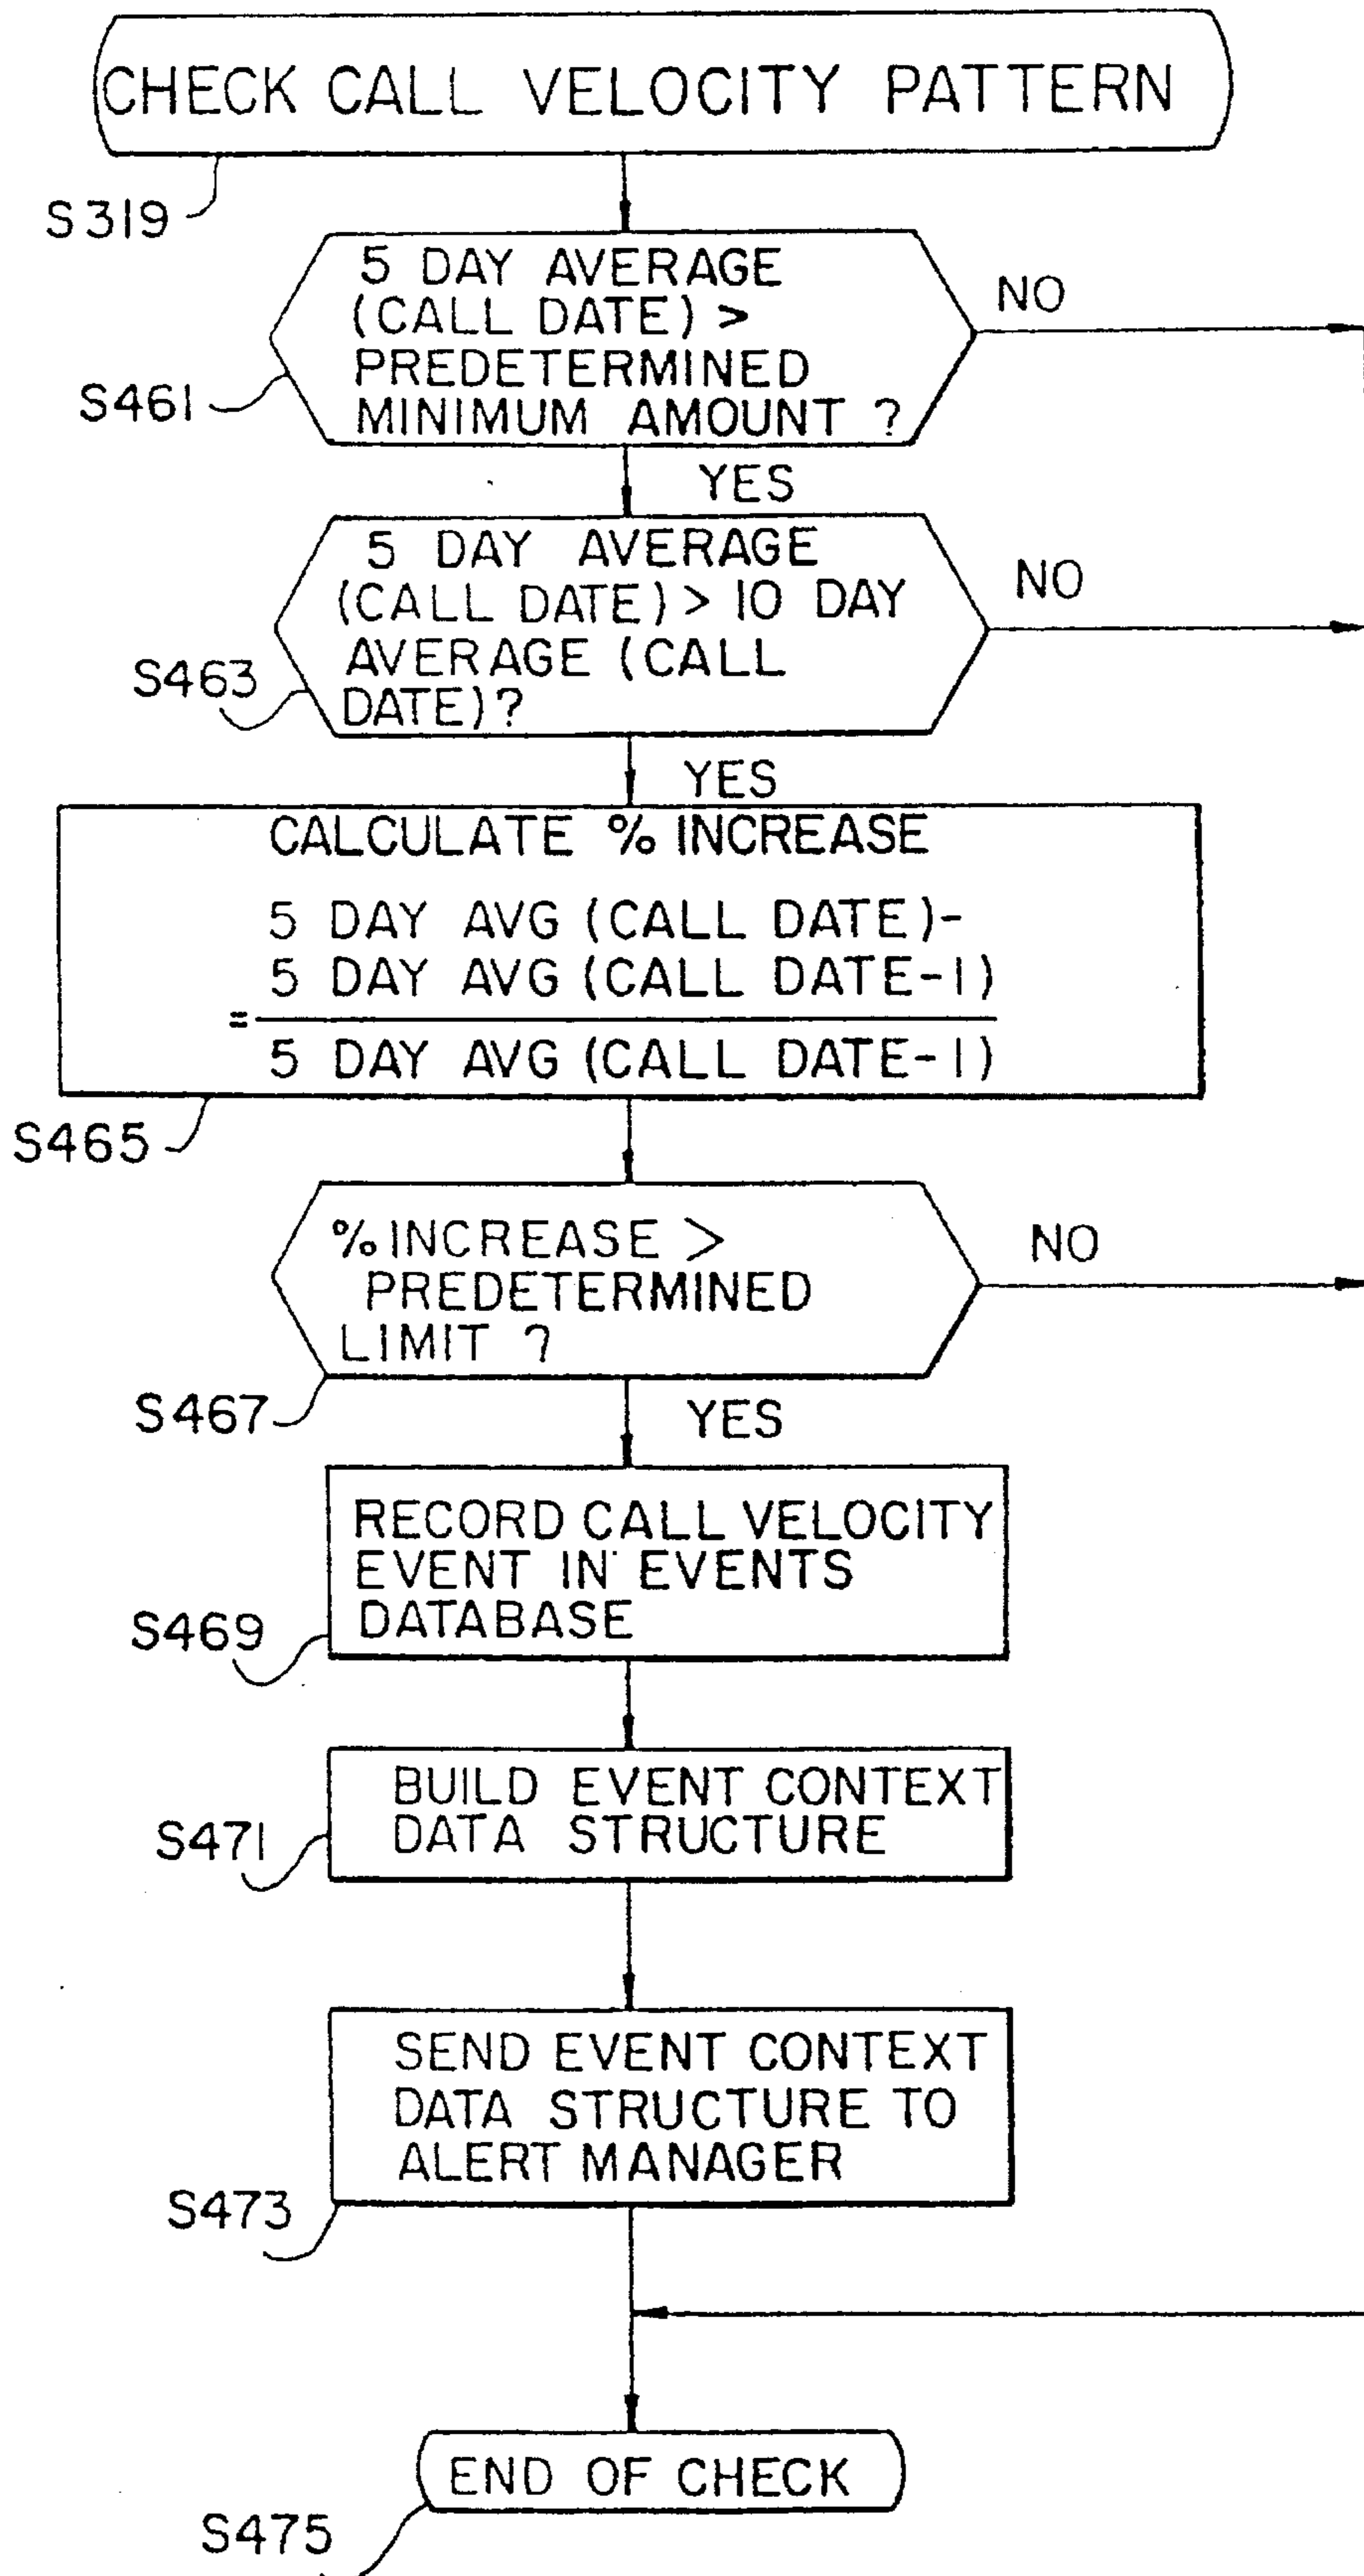 CHECK CALL VELOCITY PATTERN
S319
5 DAY AVERAGE
(CALL DATE) >
PREDETERMINED
MINIMUM AMOUNT ?
NO
S461
YES
5 DAY AVERAGE
(CALL DATE) > 10 DAY
AVERAGE (CALL
DATE)?
NO
S463
YES
CALCULATE % INCREASE
5 DAY AVG (CALL DATE)-
5 DAY AVG (CALL DATE-1)
=
5 DAY AVG (CALL DATE-1)
S465
% INCREASE >
PREDETERMINED
LIMIT ?
NO
S467
YES
RECORD CALL VELOCITY
EVENT IN EVENTS
DATABASE
S469
BUILD EVENT CONTEXT
DATA STRUCTURE
S471
SEND EVENT CONTEXT
DATA STRUCTURE TO
ALERT MANAGER
S473
END OF CHECK
S475